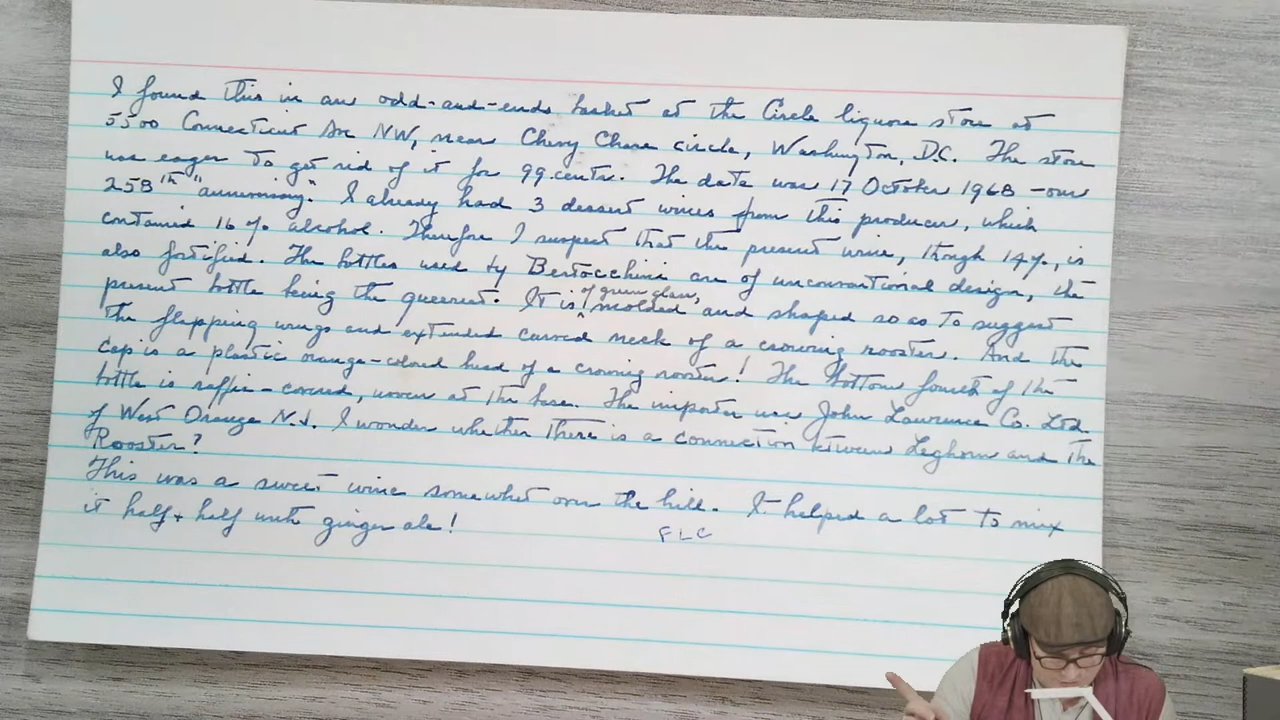 I found this in an odd-and-ends basket at the Circle liquor store at
5500 Connecticut Ave NW, near Chevy Chase circle, Washington, D.C. The store
was eager to get rid of it for 99 cents. The date was 17 October 1968 - our
258th "anniversary." I already had 3 dessert wines from this producer, which
contained 16% alcohol. Therefore I suspect that the present wine, though 14%, is
also fortified. The bottles used by Bertocchini are of unconventional design, the
present bottle being the queerest. It is of green glass, molded and shaped so as to suggest
the flapping wings and extended curved neck of a crowing rooster. And the
cap is a plastic orange-colored head of a crowing rooster! The bottom fourth of the
bottle is raffia-covered, woven at the base. The importer was John Lawrence Co. Ltd.
of West Orange N.J. I wonder whether there is a connection between Leghorn and the
Rooster?
This was a sweet wine somewhat over the hill. It helped a lot to mix
it half + half with ginger ale!
FLC